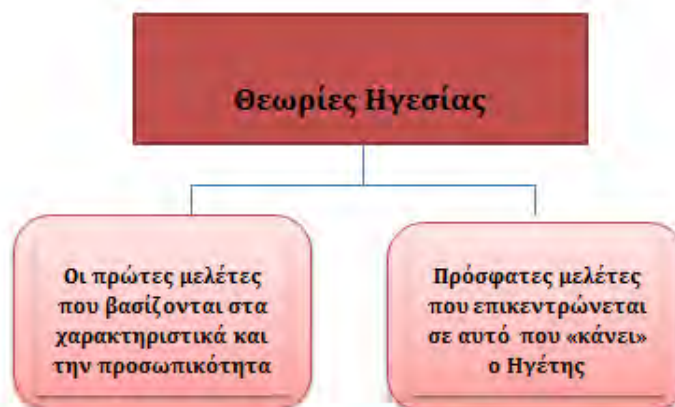 Θεωρίες Ηγεσίας
Οι πρώτες μελέτες
που βασίζονται στα
χαρακτηριστικά και
την προσωπικότητα
Πρόσφατες μελέτες
που επικεντρώνεται
σε αυτό που «κάνει»
ο Ηγέτης